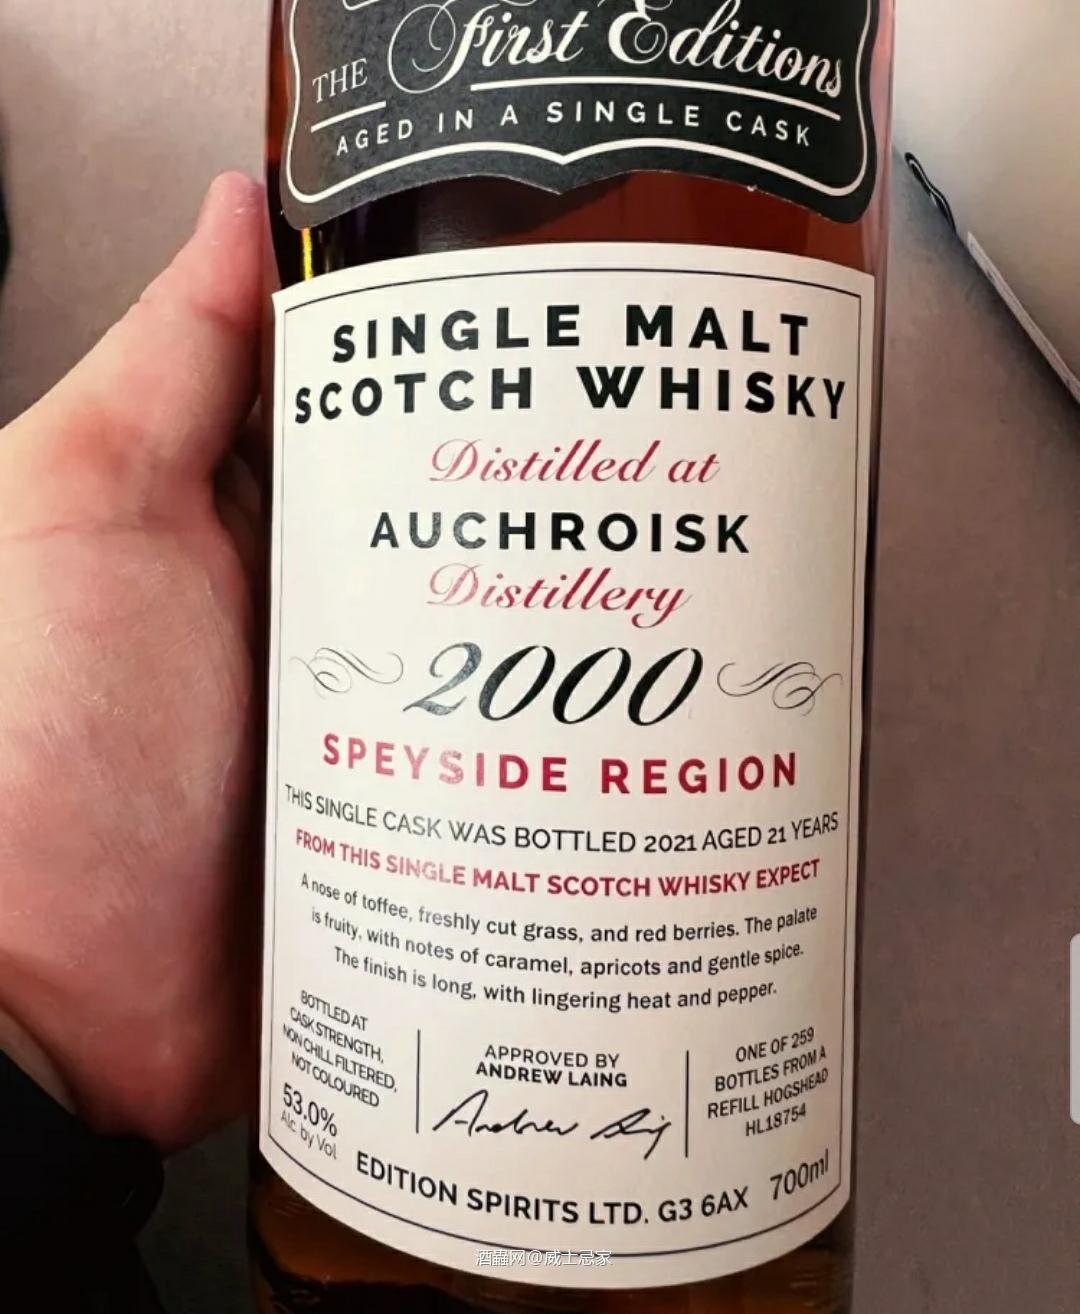 THE First Editions
AGED IN A SINGLE CASK
SINGLE MALT
SCOTCH WHISKY
Distilled at
AUCHROISK
Distillery
2000
SPEYSIDE REGION
THIS SINGLE CASK WAS BOTTLED 2021 AGED 21 YEARS
FROM THIS SINGLE MALT SCOTCH WHISKY EXPECT
A nose of toffee, freshly cut grass, and red berries. The palate
is fruity, with notes of caramel, apricots and gentle spice.
The finish is long, with lingering heat and pepper.
BOTTLED AT
CASK STRENGTH,
NON CHILL FILTERED,
NOT COLOURED
53.0%
Alc. by Vol
APPROVED BY
ANDREW LAING
Andrew Laing
ONE OF 259
BOTTLES FROM A
REFILL HOGSHEAD
HL18754
EDITION SPIRITS LTD. G3 6AX
700ml
酒蠹网@威士忌家